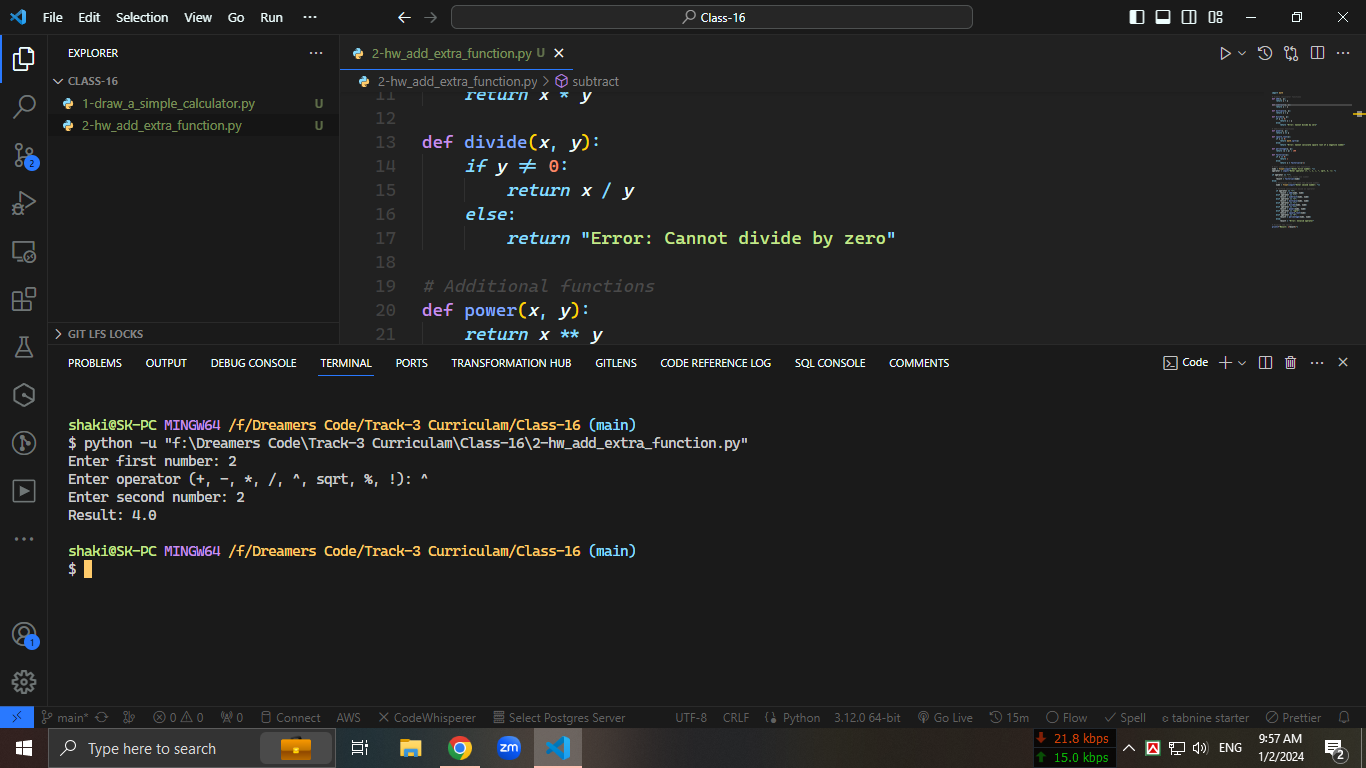 File Edit Selection View Go Run ···
Class-16
EXPLORER ···
CLASS-16
1-draw_a_simple_calculator.py U
2-hw_add_extra_function.py U
GIT LFS LOCKS
2
1
2-hw_add_extra_function.py U
2-hw_add_extra_function.py > subtract
11 return x * y
12
13 def divide(x, y):
14 if y ≠ 0:
15 return x / y
16 else:
17 return "Error: Cannot divide by zero"
18
19 # Additional functions
20 def power(x, y):
21 return x ** y
PROBLEMS OUTPUT DEBUG CONSOLE TERMINAL PORTS TRANSFORMATION HUB GITLENS CODE REFERENCE LOG SQL CONSOLE COMMENTS
Code
shaki@SK-PC MINGW64 /f/Dreamers Code/Track-3 Curriculam/Class-16 (main)
$ python -u "f:\Dreamers Code\Track-3 Curriculam\Class-16\2-hw_add_extra_function.py"
Enter first number: 2
Enter operator (+, -, *, /, ^, sqrt, %, !): ^
Enter second number: 2
Result: 4.0
shaki@SK-PC MINGW64 /f/Dreamers Code/Track-3 Curriculam/Class-16 (main)
$
main* 0 0 0 Connect AWS CodeWhisperer Select Postgres Server UTF-8 CRLF Python 3.12.0 64-bit Go Live 15m Flow Spell tabnine starter Prettier
Type here to search
zm
21.8 kbps
15.0 kbps
ENG
9:57 AM
1/2/2024
2